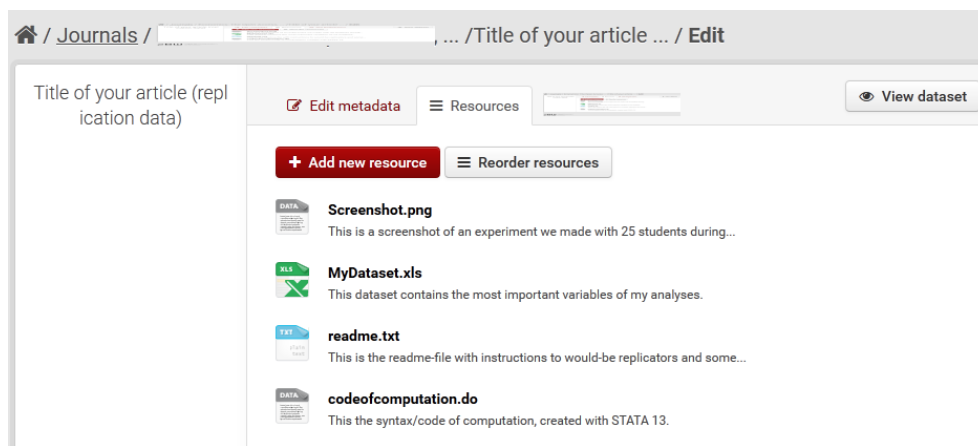 / Journals / , ... /Title of your article ... / Edit
Title of your article (repl
ication data)
Edit metadata
Resources
View dataset
Add new resource
Reorder resources
DATA
Screenshot.png
This is a screenshot of an experiment we made with 25 students during...
XLS
MyDataset.xls
This dataset contains the most important variables of my analyses.
TXT
readme.txt
This is the readme-file with instructions to would-be replicators and some...
DATA
codeofcomputation.do
This the syntax/code of computation, created with STATA 13.